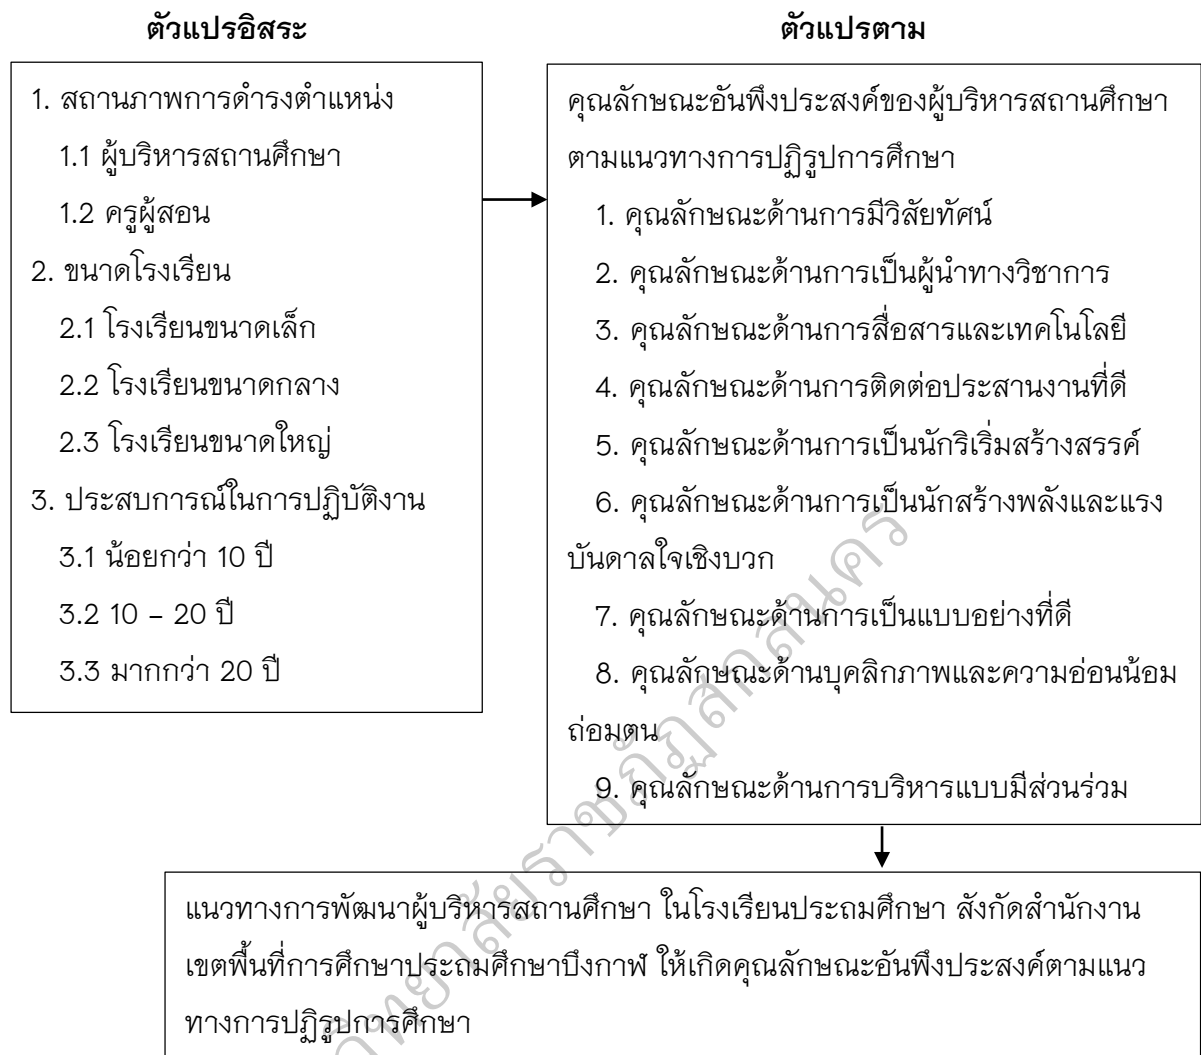 ตัวแปรอิสระ
1. สถานภาพการดำรงตำแหน่ง
1.1 ผู้บริหารสถานศึกษา
1.2 ครูผู้สอน
2. ขนาดโรงเรียน
2.1 โรงเรียนขนาดเล็ก
2.2 โรงเรียนขนาดกลาง
2.3 โรงเรียนขนาดใหญ่
3. ประสบการณ์ในการปฏิบัติงาน
3.1 น้อยกว่า 10 ปี
3.2 10 – 20 ปี
3.3 มากกว่า 20 ปี
ตัวแปรตาม
คุณลักษณะอันพึงประสงค์ของผู้บริหารสถานศึกษา
ตามแนวทางการปฏิรูปการศึกษา
1. คุณลักษณะด้านการมีวิสัยทัศน์
2. คุณลักษณะด้านการเป็นผู้นำทางวิชาการ
3. คุณลักษณะด้านการสื่อสารและเทคโนโลยี
4. คุณลักษณะด้านการติดต่อประสานงานที่ดี
5. คุณลักษณะด้านการเป็นนักริเริ่มสร้างสรรค์
6. คุณลักษณะด้านการเป็นนักสร้างพลังและแรง
บันดาลใจเชิงบวก
7. คุณลักษณะด้านการเป็นแบบอย่างที่ดี
8. คุณลักษณะด้านบุคลิกภาพและความอ่อนน้อม
ถ่อมตน
9. คุณลักษณะด้านการบริหารแบบมีส่วนร่วม
แนวทางการพัฒนาผู้บริหารสถานศึกษา ในโรงเรียนประถมศึกษา สังกัดสำนักงาน
เขตพื้นที่การศึกษาประถมศึกษาบึงกาฬ ให้เกิดคุณลักษณะอันพึงประสงค์ตามแนว
ทางการปฏิรูปการศึกษา
วิทยาลัยราชภัฏสกลนคร